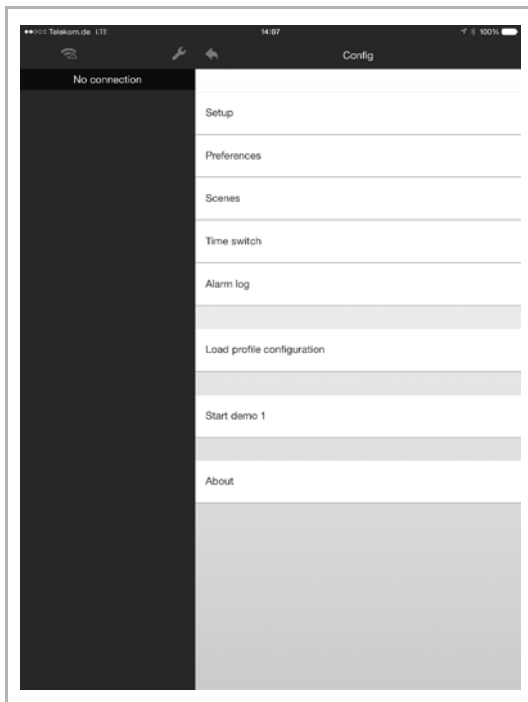 Telekom.de LTE 14:07 100%
Config
No connection
Setup
Preferences
Scenes
Time switch
Alarm log
Load profile configuration
Start demo 1
About